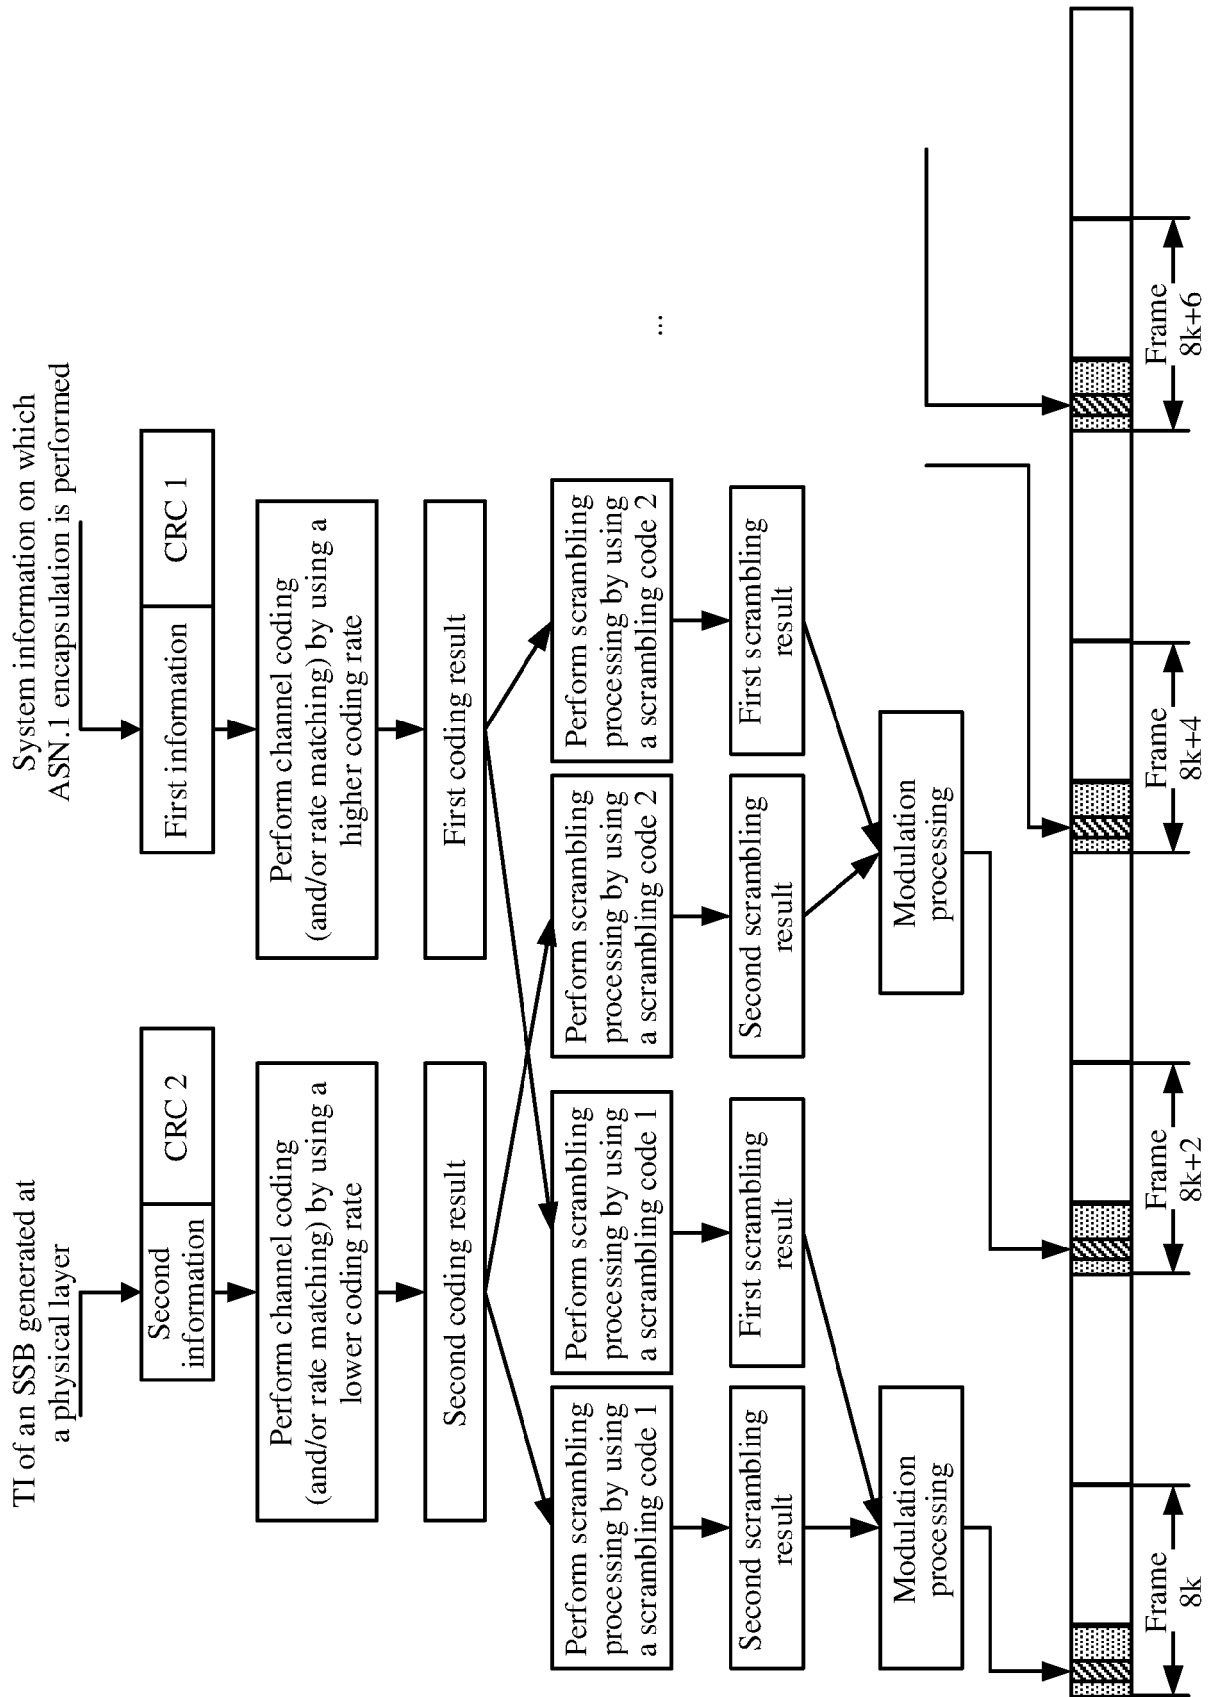 TI of an SSB generated at
a physical layer
System information on which
ASN.1 encapsulation is performed
Second
information
CRC 2
First information
CRC 1
Perform channel coding
(and/or rate matching) by using a
lower coding rate
Perform channel coding
(and/or rate matching) by using a
higher coding rate
Second coding result
First coding result
Perform scrambling
processing by using
a scrambling code 1
Perform scrambling
processing by using
a scrambling code 1
Perform scrambling
processing by using
a scrambling code 2
Perform scrambling
processing by using
a scrambling code 2
...
Second scrambling
result
First scrambling
result
Second scrambling
result
First scrambling
result
Modulation
processing
Modulation
processing
Frame
8k
Frame
8k+2
Frame
8k+4
Frame
8k+6